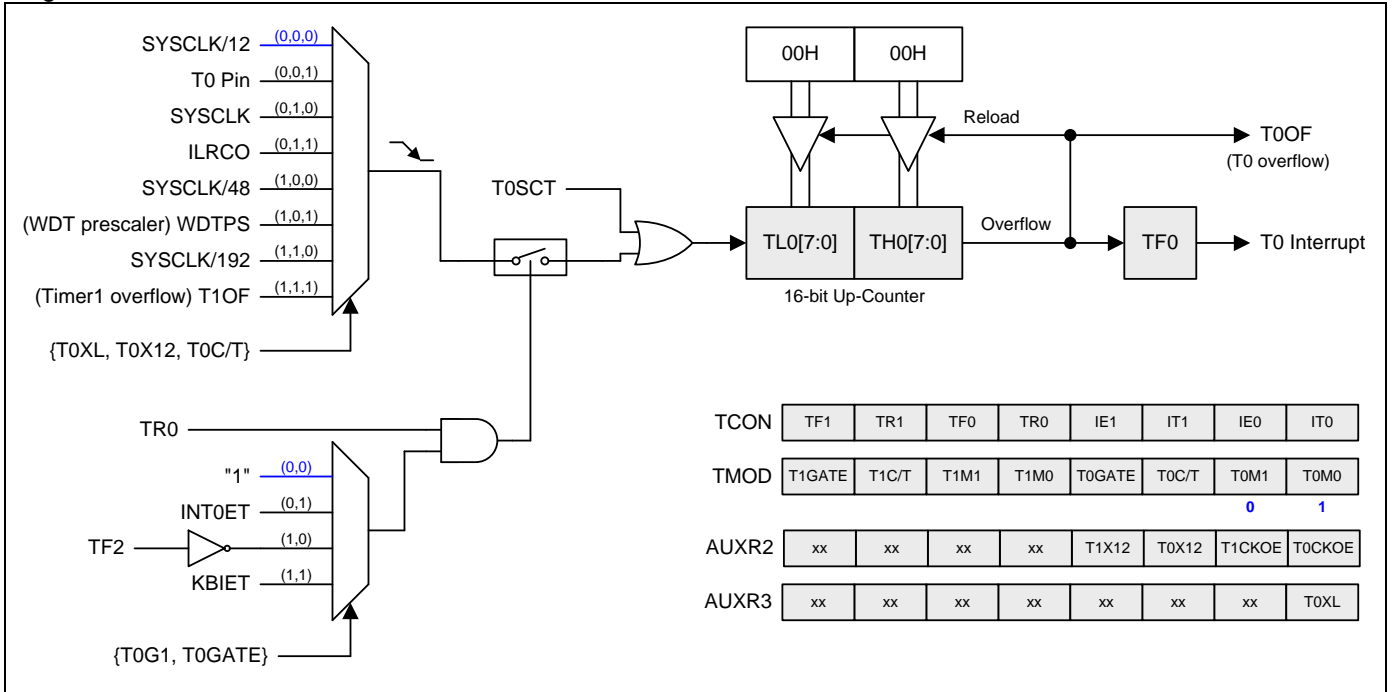 SYSCLK/12 (0,0,0)
T0 Pin (0,0,1)
SYSCLK (0,1,0)
ILRCO (0,1,1)
SYSCLK/48 (1,0,0)
(WDT prescaler) WDTPS (1,0,1)
SYSCLK/192 (1,1,0)
(Timer1 overflow) T1OF (1,1,1)
{T0XL, T0X12, T0C/T}
T0SCT
00H 00H
Reload
T0OF
(T0 overflow)
TL0[7:0] TH0[7:0]
Overflow
TF0
T0 Interrupt
16-bit Up-Counter
TR0
"1" (0,0)
INT0ET (0,1)
TF2 (1,0)
KBIET (1,1)
{T0G1, T0GATE}
TCON TF1 TR1 TF0 TR0 IE1 IT1 IE0 IT0
TMOD T1GATE T1C/T T1M1 T1M0 T0GATE T0C/T T0M1 T0M0
0 1
AUXR2 xx xx xx xx T1X12 T0X12 T1CKOE T0CKOE
AUXR3 xx xx xx xx xx xx xx T0XL